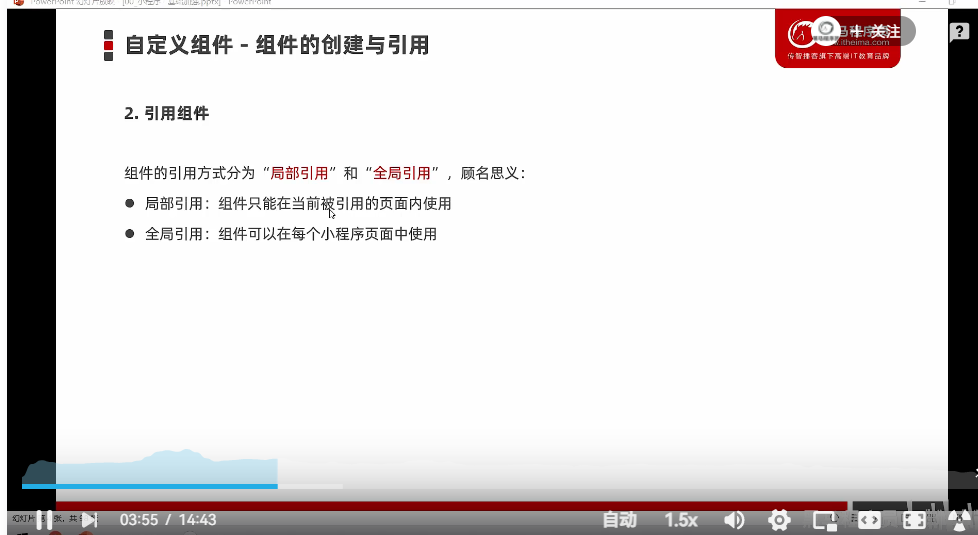 自定义组件 - 组件的创建与引用
+ 关注
传智播客旗下高端IT教育品牌
2. 引用组件
组件的引用方式分为“局部引用”和“全局引用”，顾名思义：
● 局部引用：组件只能在当前被引用的页面内使用
● 全局引用：组件可以在每个小程序页面中使用
03:55 / 14:43
自动
1.5x